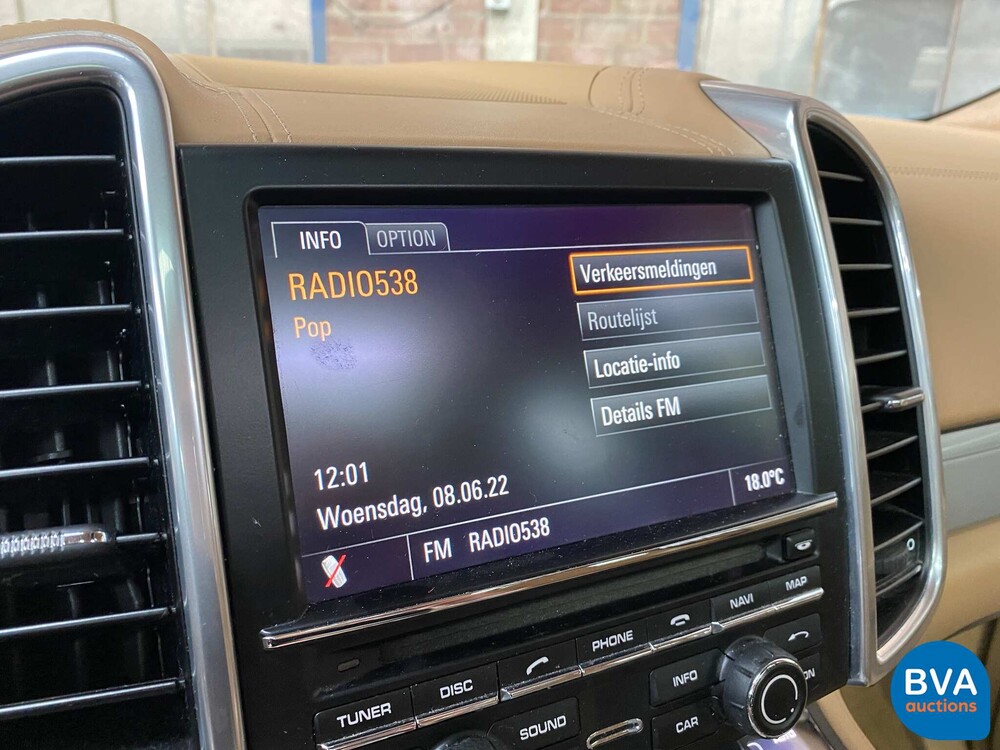 INFO OPTION
RADIO538
Pop
Verkeersmeldingen
Routelijst
Locatie-info
Details FM
12:01
Woensdag, 08.06.22
FM RADIO538
18.0°C
TUNER DISC PHONE NAVI MAP
SOUND INFO CAR
BVA
auctions